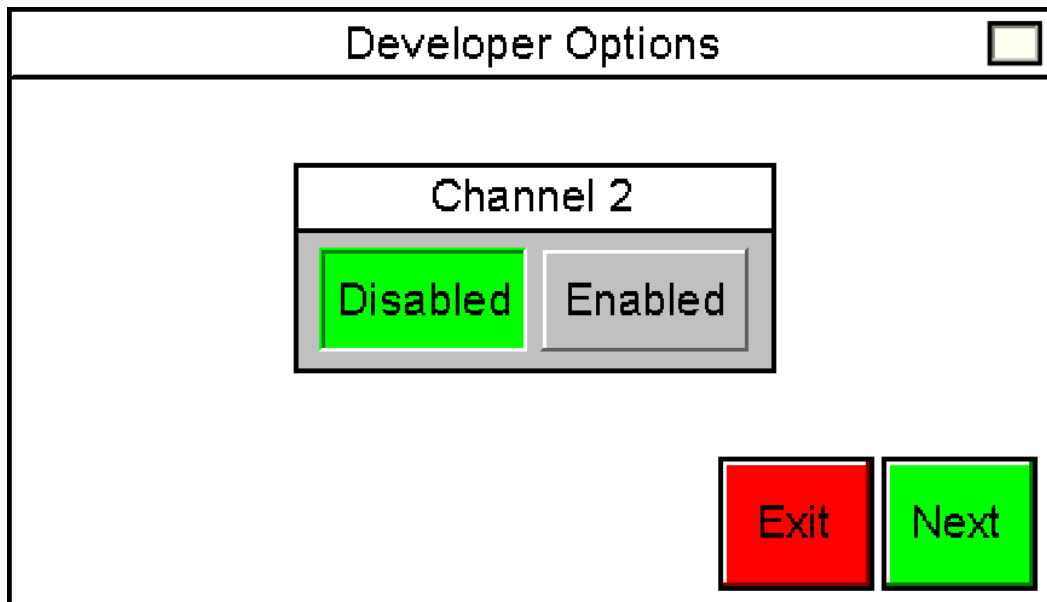 Developer Options
Channel 2
Disabled Enabled
Exit Next